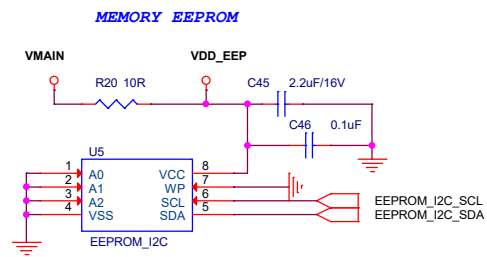 MEMORY EEPROM
VMAIN
VDD_EEP
R20 10R
C45 2.2uF/16V
C46 0.1uF
U5
1 A0 VCC 8
2 A1 WP 7
3 A2 SCL 6
4 VSS SDA 5
EEPROM_I2C_SCL
EEPROM_I2C_SDA
EEPROM_I2C